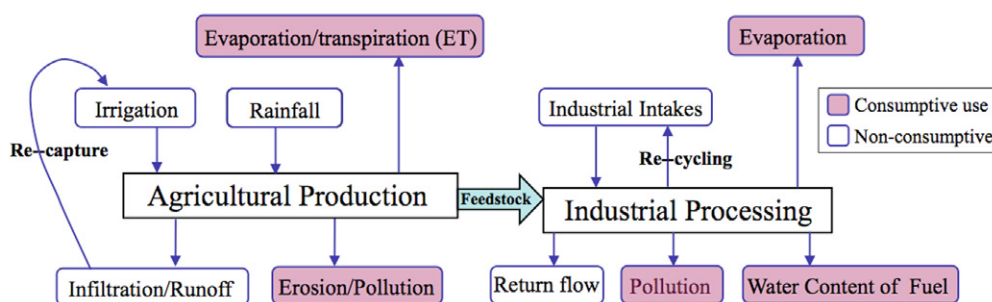 Evaporation/transpiration (ET)
Evaporation
Irrigation
Rainfall
Industrial Intakes
Consumptive use
Non-consumptive
Re--capture
Re--cycling
Agricultural Production
Feedstock
Industrial Processing
Infiltration/Runoff
Erosion/Pollution
Return flow
Pollution
Water Content of Fuel